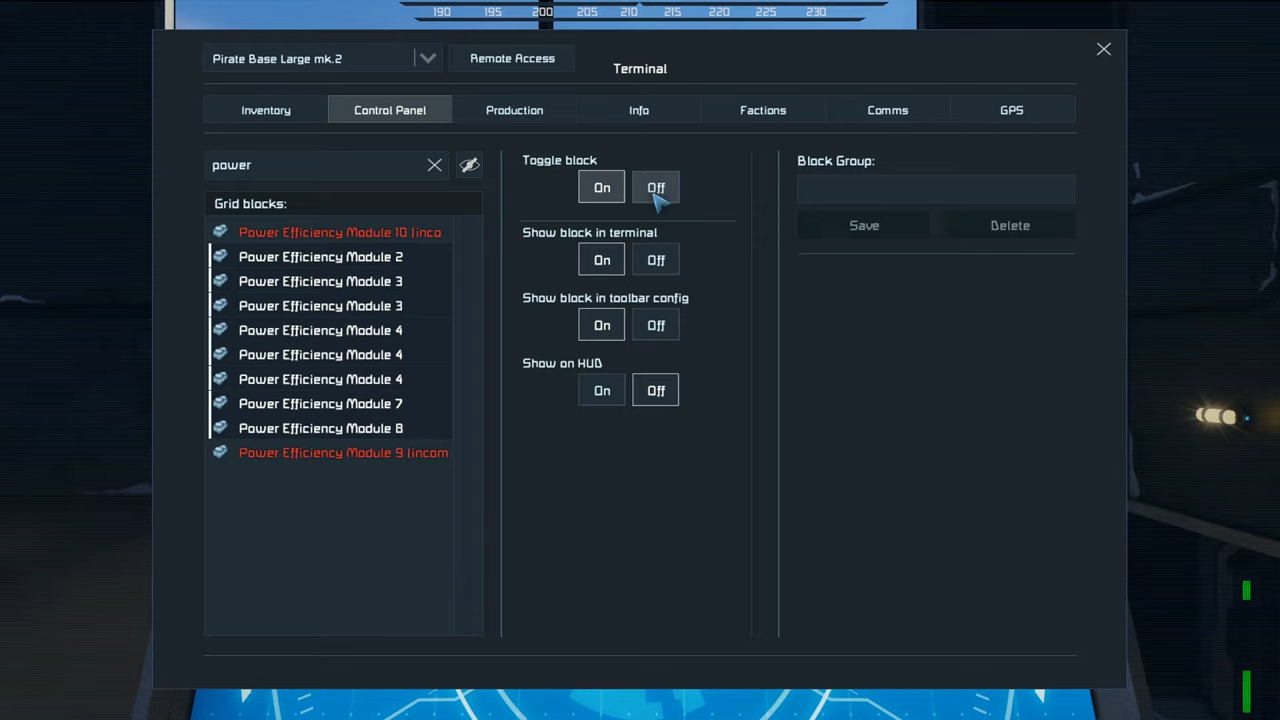 190 195 200 205 210 215 220 225 230
Pirate Base Large mk.2
Remote Access
Terminal
Inventory
Control Panel
Production
Info
Factions
Comms
GPS
power
Grid blocks:
Power Efficiency Module 10 (inco
Power Efficiency Module 2
Power Efficiency Module 3
Power Efficiency Module 3
Power Efficiency Module 4
Power Efficiency Module 4
Power Efficiency Module 4
Power Efficiency Module 7
Power Efficiency Module 8
Power Efficiency Module 9 (incom
Toggle block
On Off
Show block in terminal
On Off
Show block in toolbar config
On Off
Show on HUD
On Off
Block Group:
Save Delete